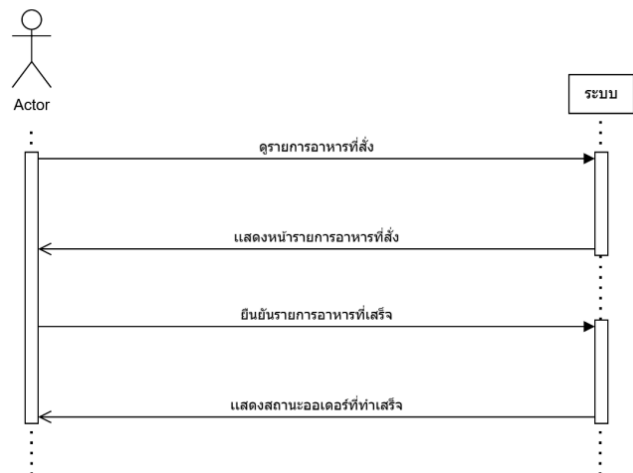 Actor
ระบบ
ดูรายการอาหารที่สั่ง
แสดงหน้ารายการอาหารที่สั่ง
ยืนยันรายการอาหารที่เสร็จ
แสดงสถานะออเดอร์ที่ทำเสร็จ